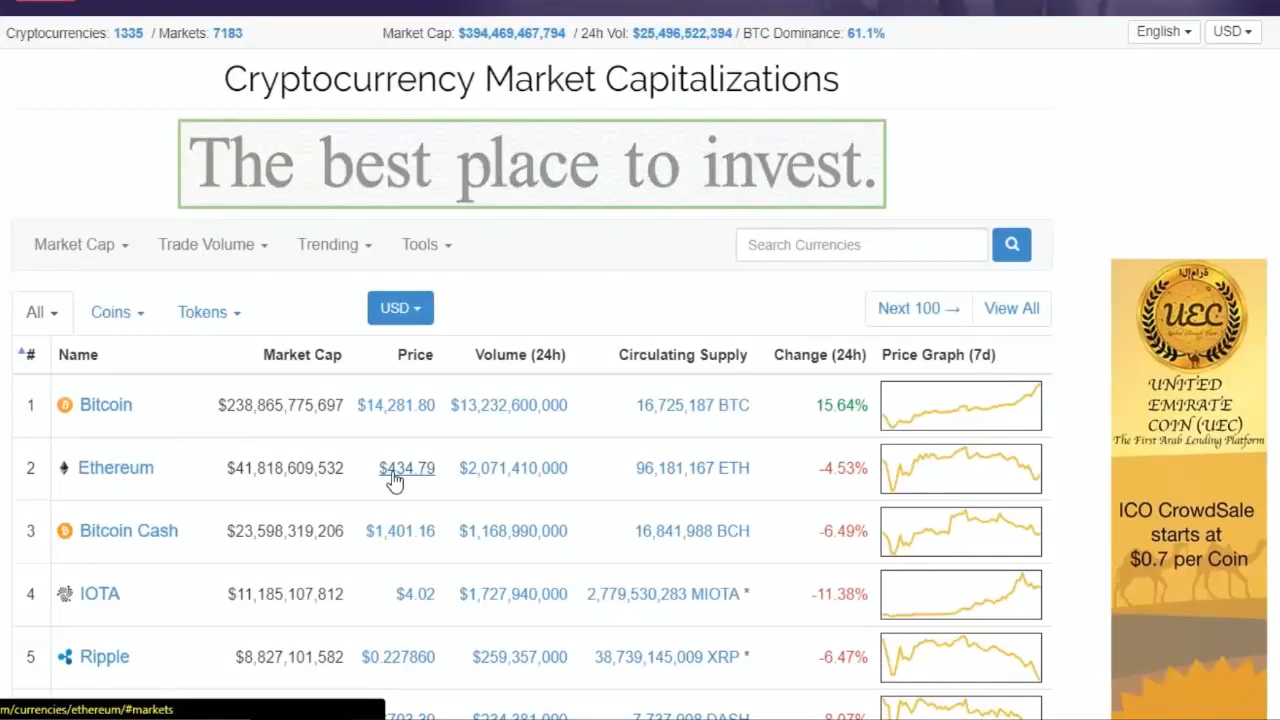 Cryptocurrencies: 1335 / Markets: 7183 Market Cap: $394,469,467,794 / 24h Vol: $25,496,522,394 / BTC Dominance: 61.1% English USD
Cryptocurrency Market Capitalizations
The best place to invest.
Market Cap Trade Volume Trending Tools Search Currencies
All Coins Tokens USD Next 100 → View All
# Name Market Cap Price Volume (24h) Circulating Supply Change (24h) Price Graph (7d)
1 Bitcoin $238,865,775,697 $14,281.80 $13,232,600,000 16,725,187 BTC 15.64%
2 Ethereum $41,818,609,532 $434.79 $2,071,410,000 96,181,167 ETH -4.53%
3 Bitcoin Cash $23,598,319,206 $1,401.16 $1,168,990,000 16,841,988 BCH -6.49%
4 IOTA $11,185,107,812 $4.02 $1,727,940,000 2,779,530,283 MIOTA * -11.38%
5 Ripple $8,827,101,582 $0.227860 $259,357,000 38,739,145,009 XRP * -6.47%
m/currencies/ethereum/#markets
UEC
UNITED
EMIRATE
COIN (UEC)
The First Arab Lending Platform
ICO CrowdSale
starts at
$0.7 per Coin